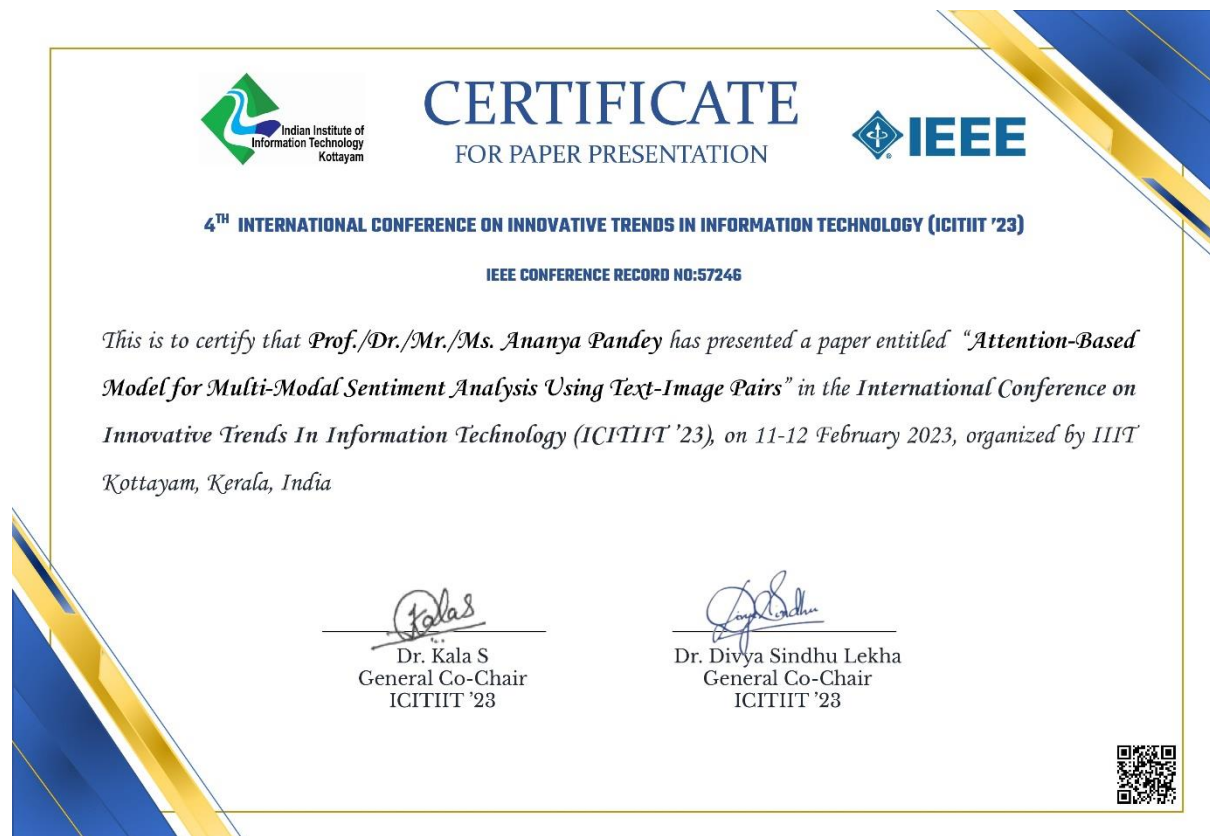 Indian Institute of
Information Technology
Kottayam
CERTIFICATE
FOR PAPER PRESENTATION
IEEE
4TH INTERNATIONAL CONFERENCE ON INNOVATIVE TRENDS IN INFORMATION TECHNOLOGY (ICITIIT '23)
IEEE CONFERENCE RECORD NO:57246
This is to certify that Prof./Dr./Mr./Ms. Ananya Pandey has presented a paper entitled “Attention-Based
Model for Multi-Modal Sentiment Analysis Using Text-Image Pairs” in the International Conference on
Innovative Trends In Information Technology (ICITIIT ’23), on 11-12 February 2023, organized by IIIT
Kottayam, Kerala, India
Kalas
Divya Sindhu
Dr. Kala S
General Co-Chair
ICITIIT ’23
Dr. Divya Sindhu Lekha
General Co-Chair
ICITIIT ’23